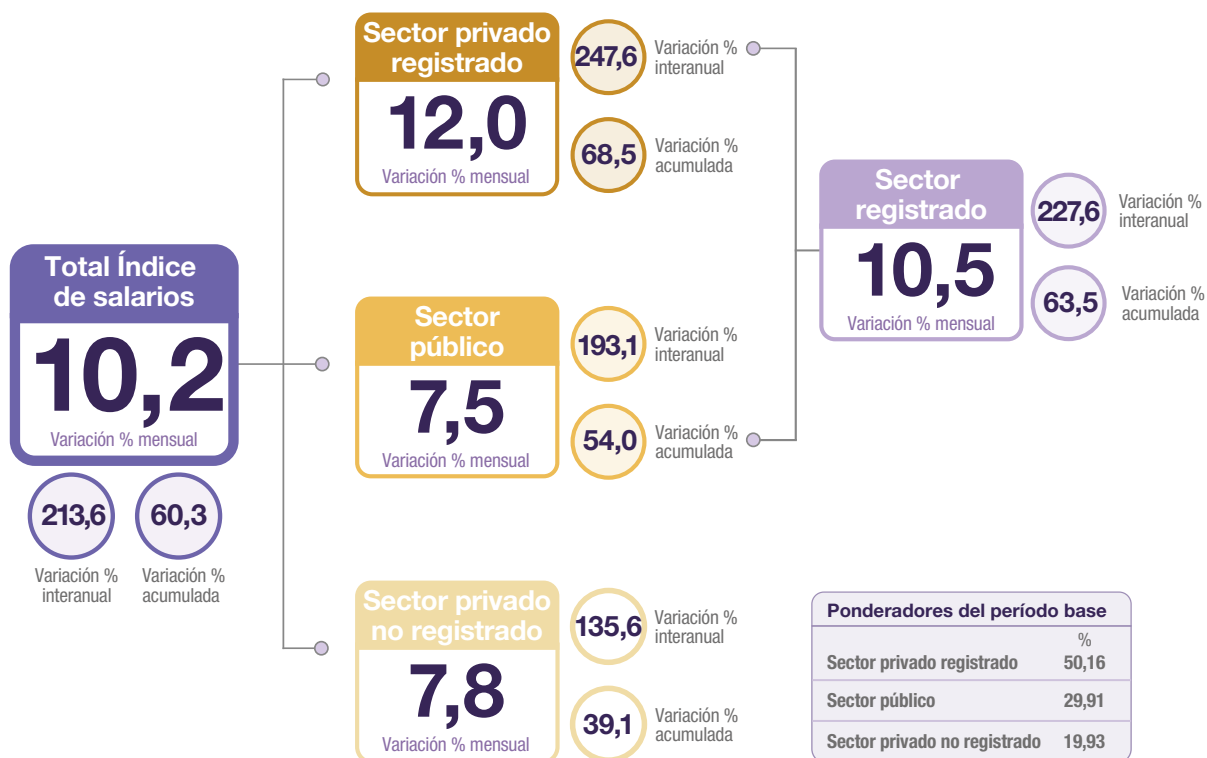 Total Índice
de salarios
10,2
Variación % mensual
213,6
Variación %
interanual
60,3
Variación %
acumulada
Sector privado
registrado
12,0
Variación % mensual
247,6
Variación %
interanual
68,5
Variación %
acumulada
Sector
público
7,5
Variación % mensual
193,1
Variación %
interanual
54,0
Variación %
acumulada
Sector privado
no registrado
7,8
Variación % mensual
135,6
Variación %
interanual
39,1
Variación %
acumulada
Sector
registrado
10,5
Variación % mensual
227,6
Variación %
interanual
63,5
Variación %
acumulada
Ponderadores del período base
%
Sector privado registrado 50,16
Sector público 29,91
Sector privado no registrado 19,93